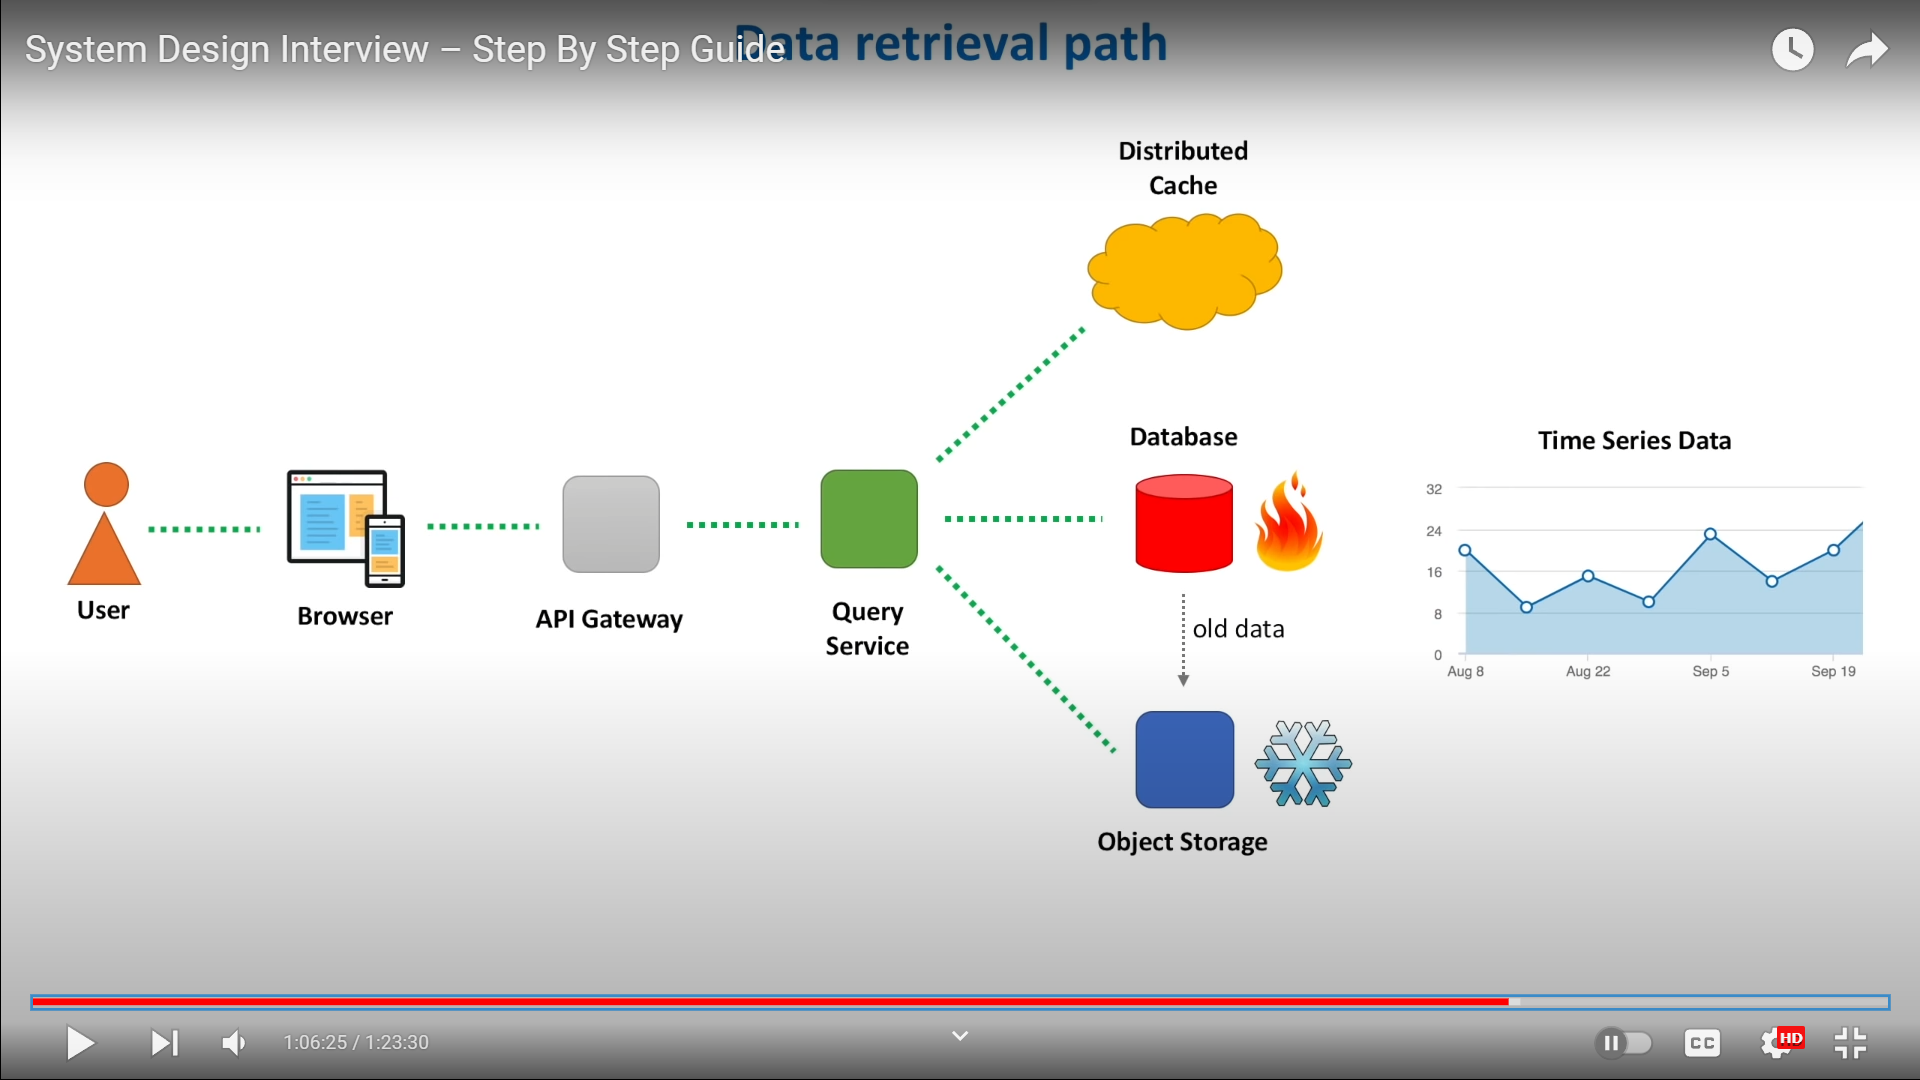 System Design Interview – Step By Step Guide
Data retrieval path
Distributed
Cache
Database
Time Series Data
32
24
16
8
0
Aug 8
Aug 22
Sep 5
Sep 19
User
Browser
API Gateway
Query
Service
old data
Object Storage
1:06:25 / 1:23:30
CC
HD